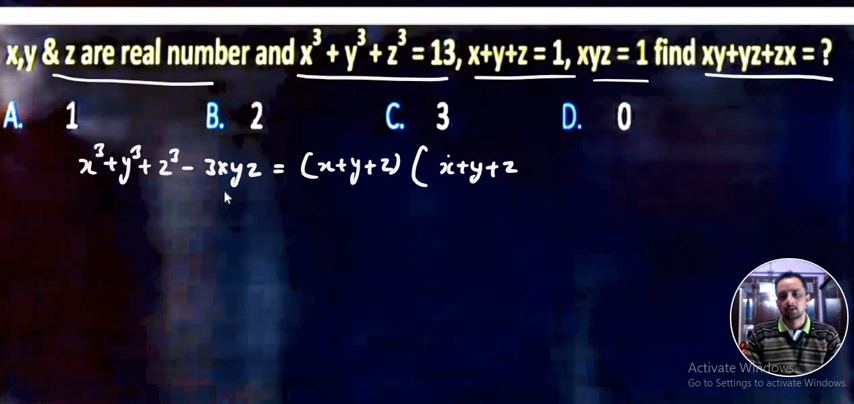 x,y & z are real number and x³ + y³ + z³ = 13, x+y+z = 1, xyz = 1 find xy+yz+zx = ?
A. 1 B. 2 C. 3 D. 0
x³+y³+z³ - 3xyz = (x+y+z) ( x+y+z
Activate Windows
Go to Settings to activate Windows.